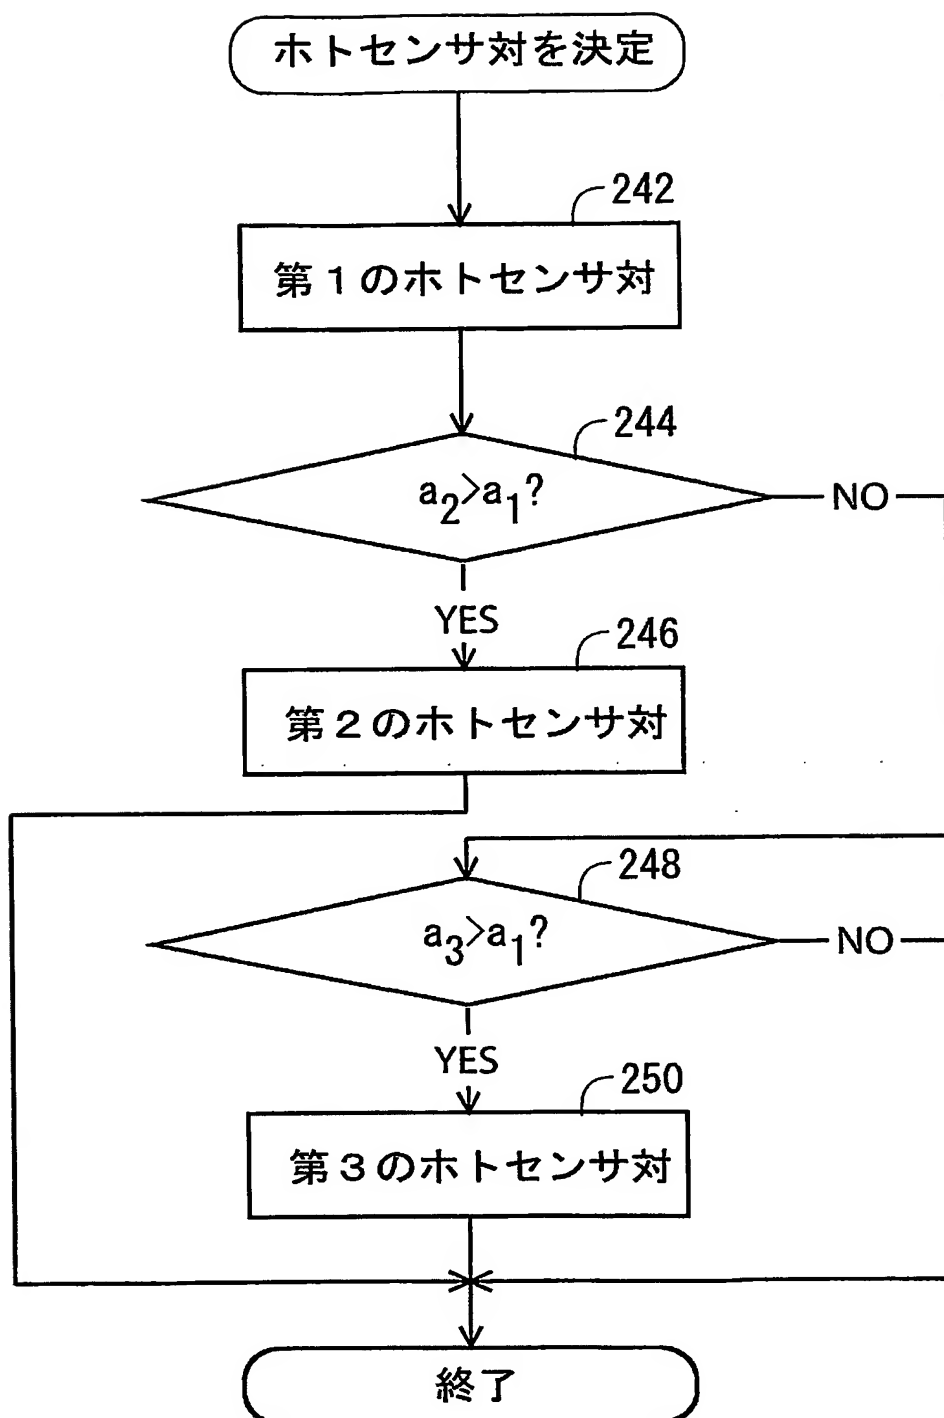 ホトセンサ対を決定
242
第1のホトセンサ対
244
a2>a1?
NO
YES
246
第2のホトセンサ対
248
a3>a1?
NO
YES
250
第3のホトセンサ対
終了